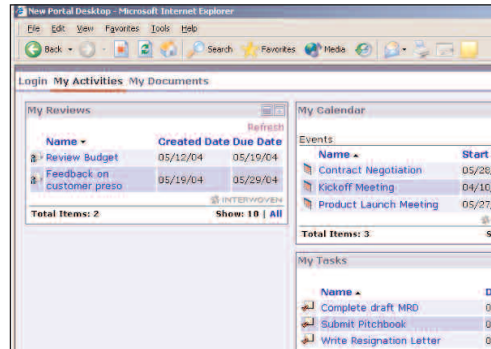 New Portal Desktop - Microsoft Internet Explorer
File Edit View Favorites Tools Help
Back Search Favorites Media
Login My Activities My Documents
My Reviews
Refresh
Name Created Date Due Date
Review Budget 05/12/04 05/19/04
Feedback on
customer preso 05/19/04 05/29/04
INTERWOVEN
Total Items: 2 Show: 10 | All
My Calendar
Events
Name Start
Contract Negotiation 05/28
Kickoff Meeting 04/10
Product Launch Meeting 05/27
Total Items: 3 S
My Tasks
Name D
Complete draft MRD 0
Submit Pitchbook 0
Write Resignation Letter 0